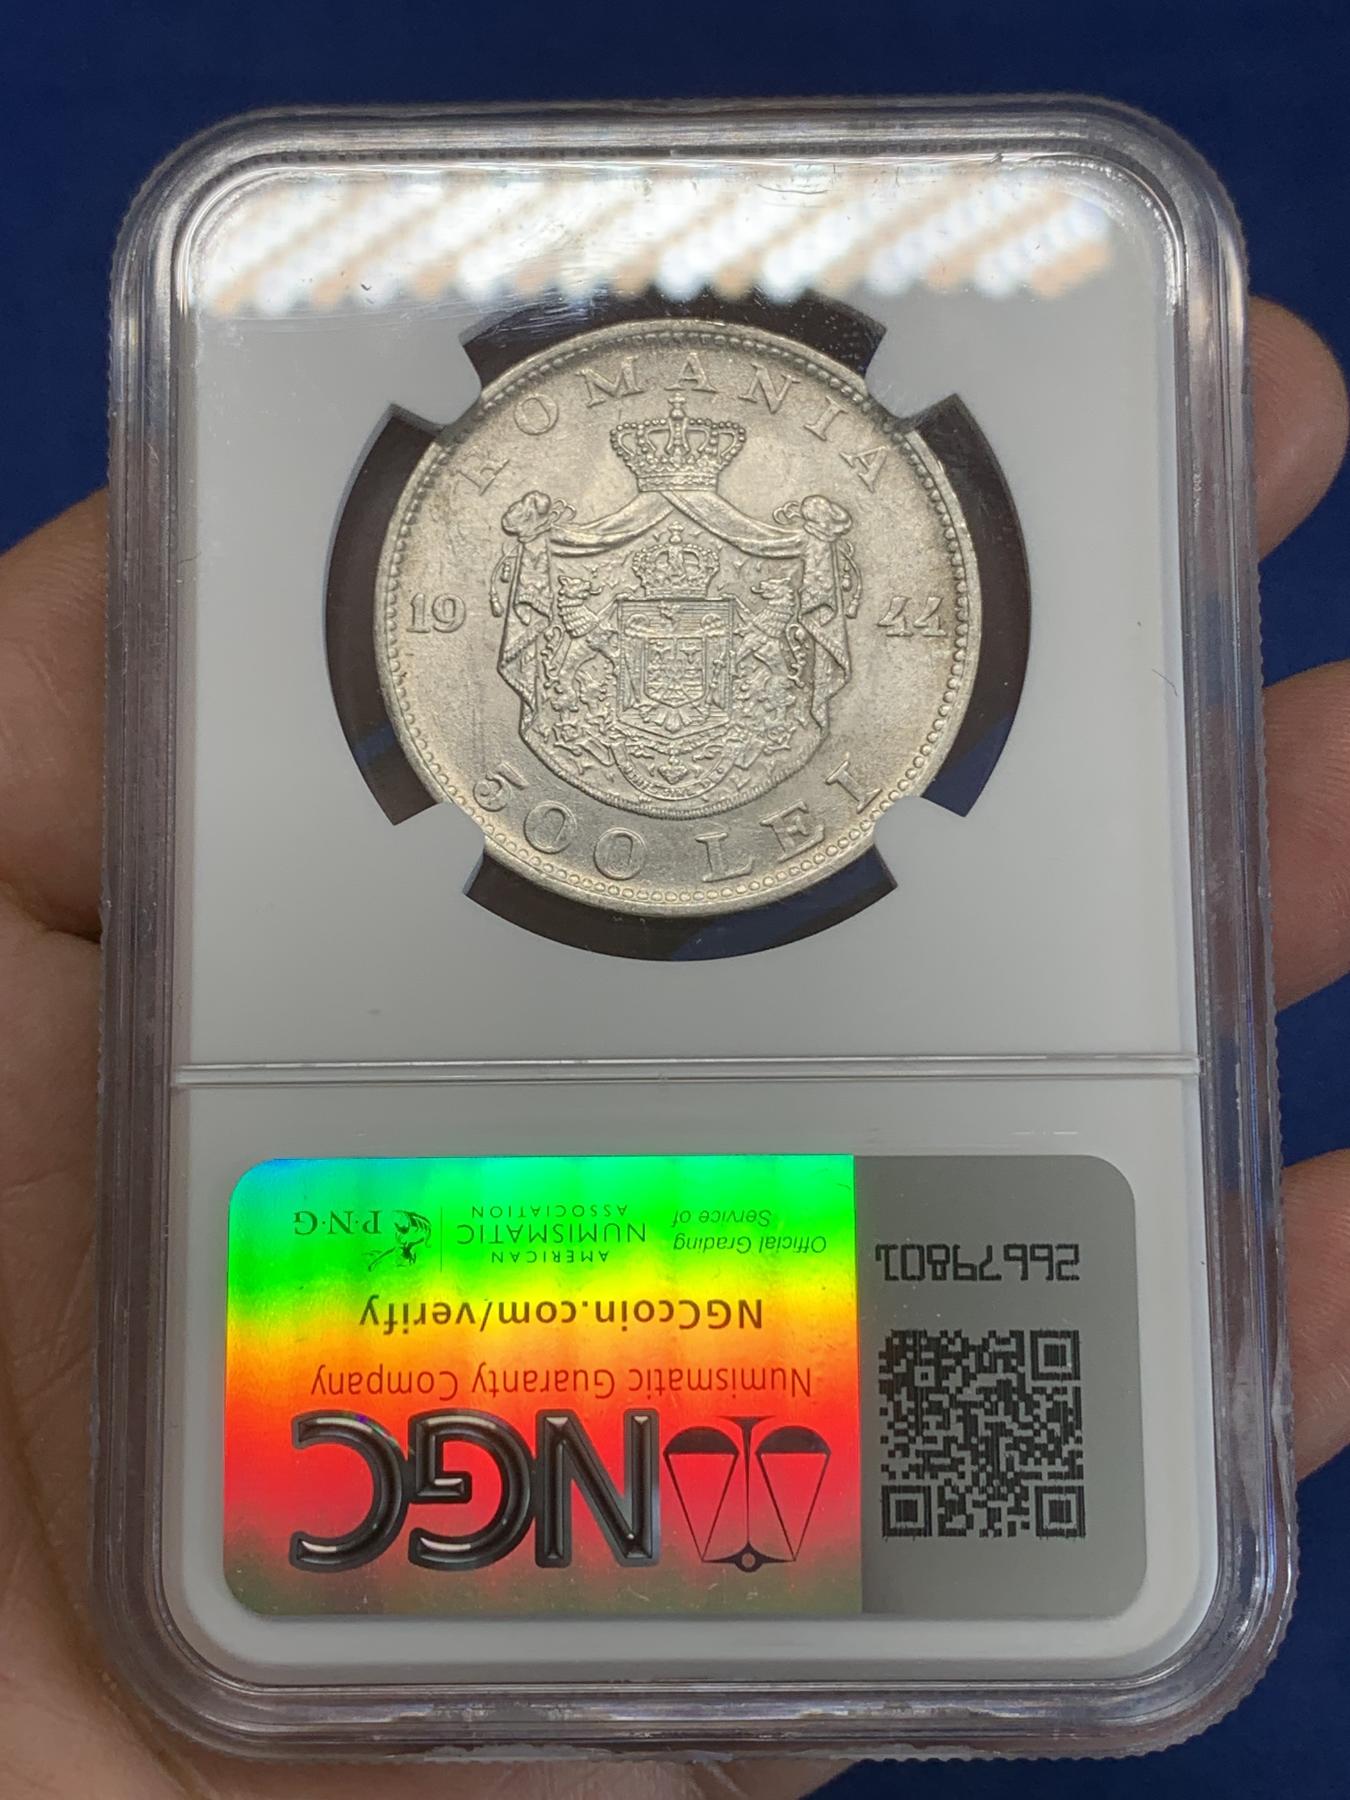 ROMANIA
19 44
500 LEI
26679801
NGC
Numismatic Guaranty Company
NGCcoin.com/verify
Official Grading
Service of
AMERICAN
NUMISMATIC
ASSOCIATION
P·N·G